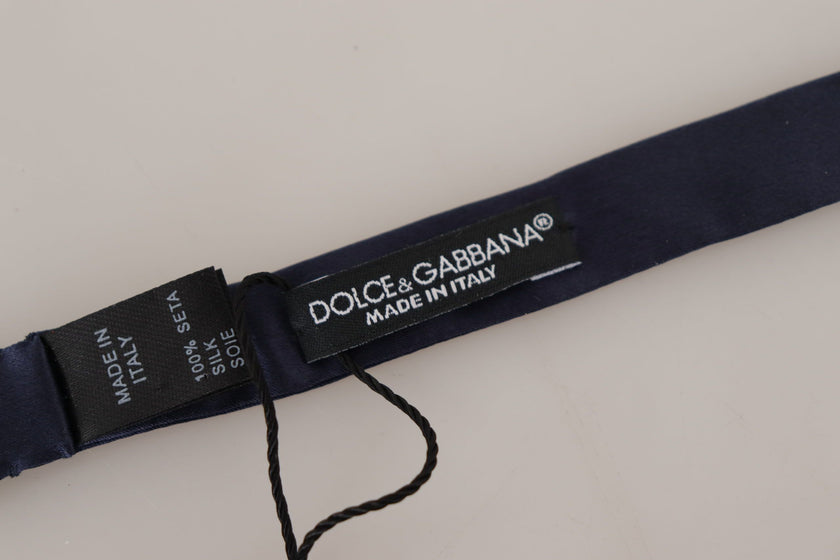 MADE IN
ITALY
100% SETA
SILK
SOIE
DOLCE&GABBANA®
MADE IN ITALY